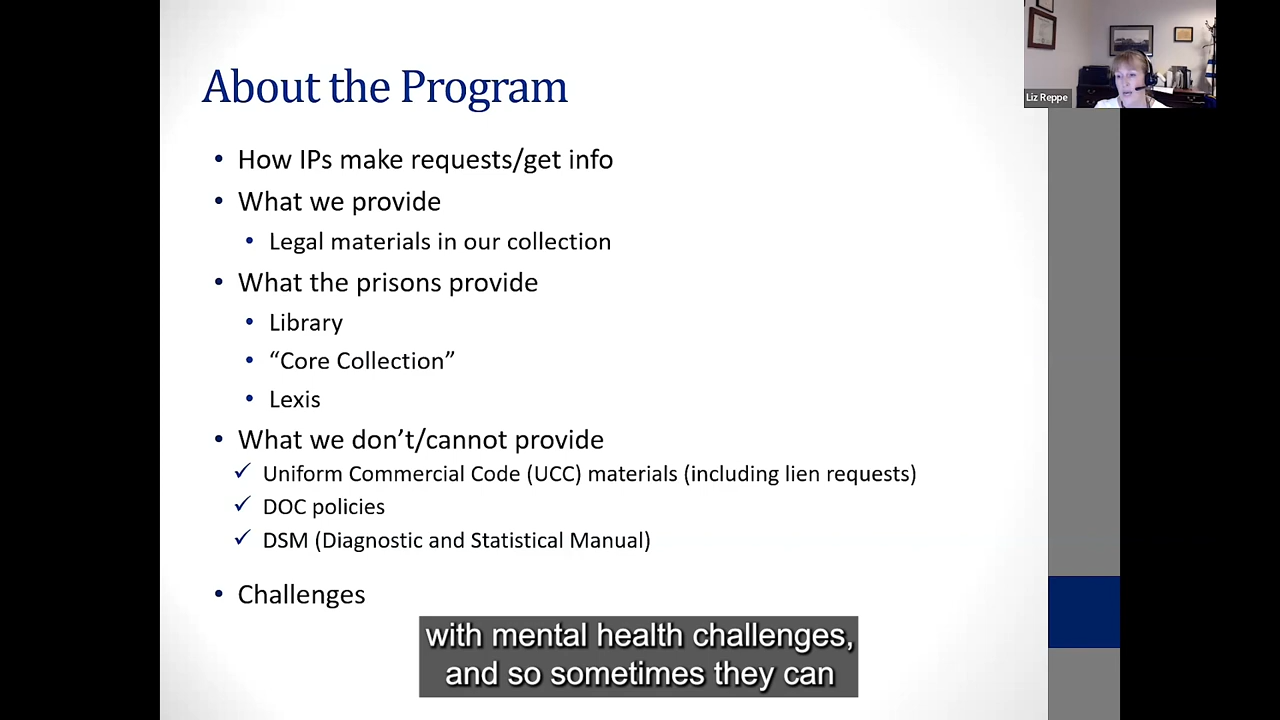 About the Program
Liz Reppe
• How IPs make requests/get info
• What we provide
• Legal materials in our collection
• What the prisons provide
• Library
• “Core Collection”
• Lexis
• What we don’t/cannot provide
✓ Uniform Commercial Code (UCC) materials (including lien requests)
✓ DOC policies
✓ DSM (Diagnostic and Statistical Manual)
• Challenges
with mental health challenges,
and so sometimes they can